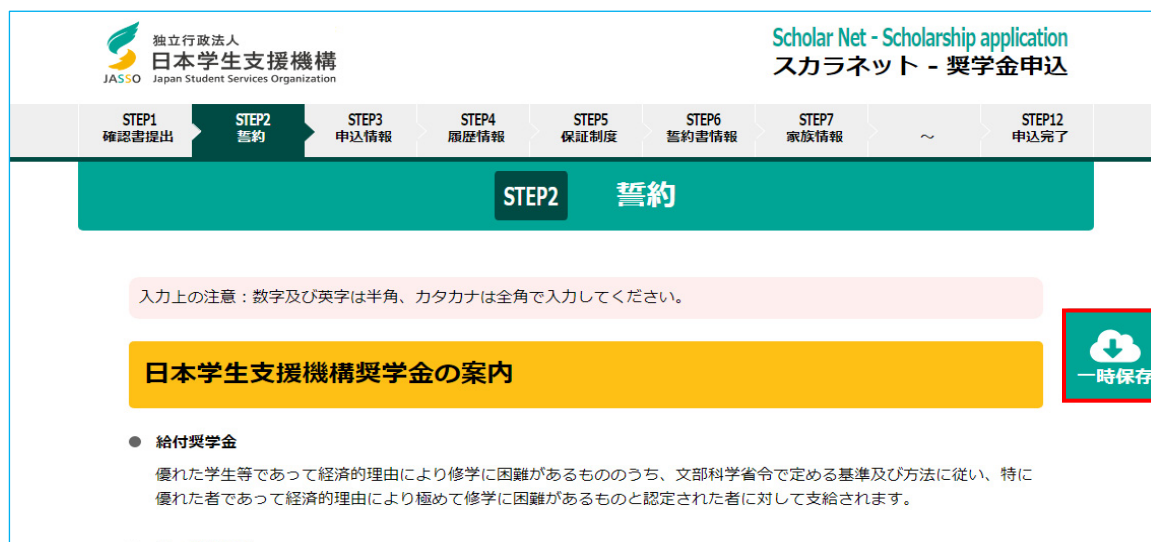 独立行政法人
日本学生支援機構
JASSO Japan Student Services Organization
Scholar Net - Scholarship application
スカラネット - 奨学金申込
STEP1
確認書提出
STEP2
誓約
STEP3
申込情報
STEP4
履歴情報
STEP5
保証制度
STEP6
誓約書情報
STEP7
家族情報
～
STEP12
申込完了
STEP2 誓約
入力上の注意：数字及び英字は半角、カタカナは全角で入力してください。
日本学生支援機構奨学金の案内
一時保存
● 給付奨学金
優れた学生等であって経済的理由により修学に困難があるもののうち、文部科学省令で定める基準及び方法に従い、特に
優れた者であって経済的理由により極めて修学に困難があるものと認定された者に対して支給されます。